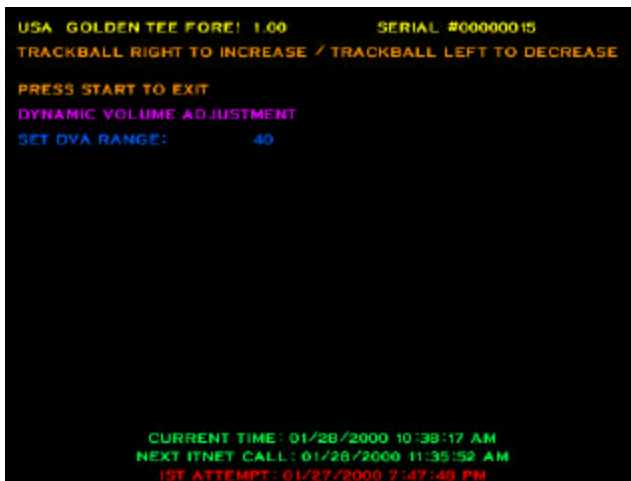 USA GOLDEN TEE FORE! 1.00 SERIAL #00000015
TRACKBALL RIGHT TO INCREASE / TRACKBALL LEFT TO DECREASE
PRESS START TO EXIT
DYNAMIC VOLUME ADJUSTMENT
SET DVA RANGE: 40
CURRENT TIME: 01/28/2000 10:38:17 AM
NEXT ITNET CALL: 01/28/2000 11:35:52 AM
1ST ATTEMPT: 01/27/2000 7:47:48 PM